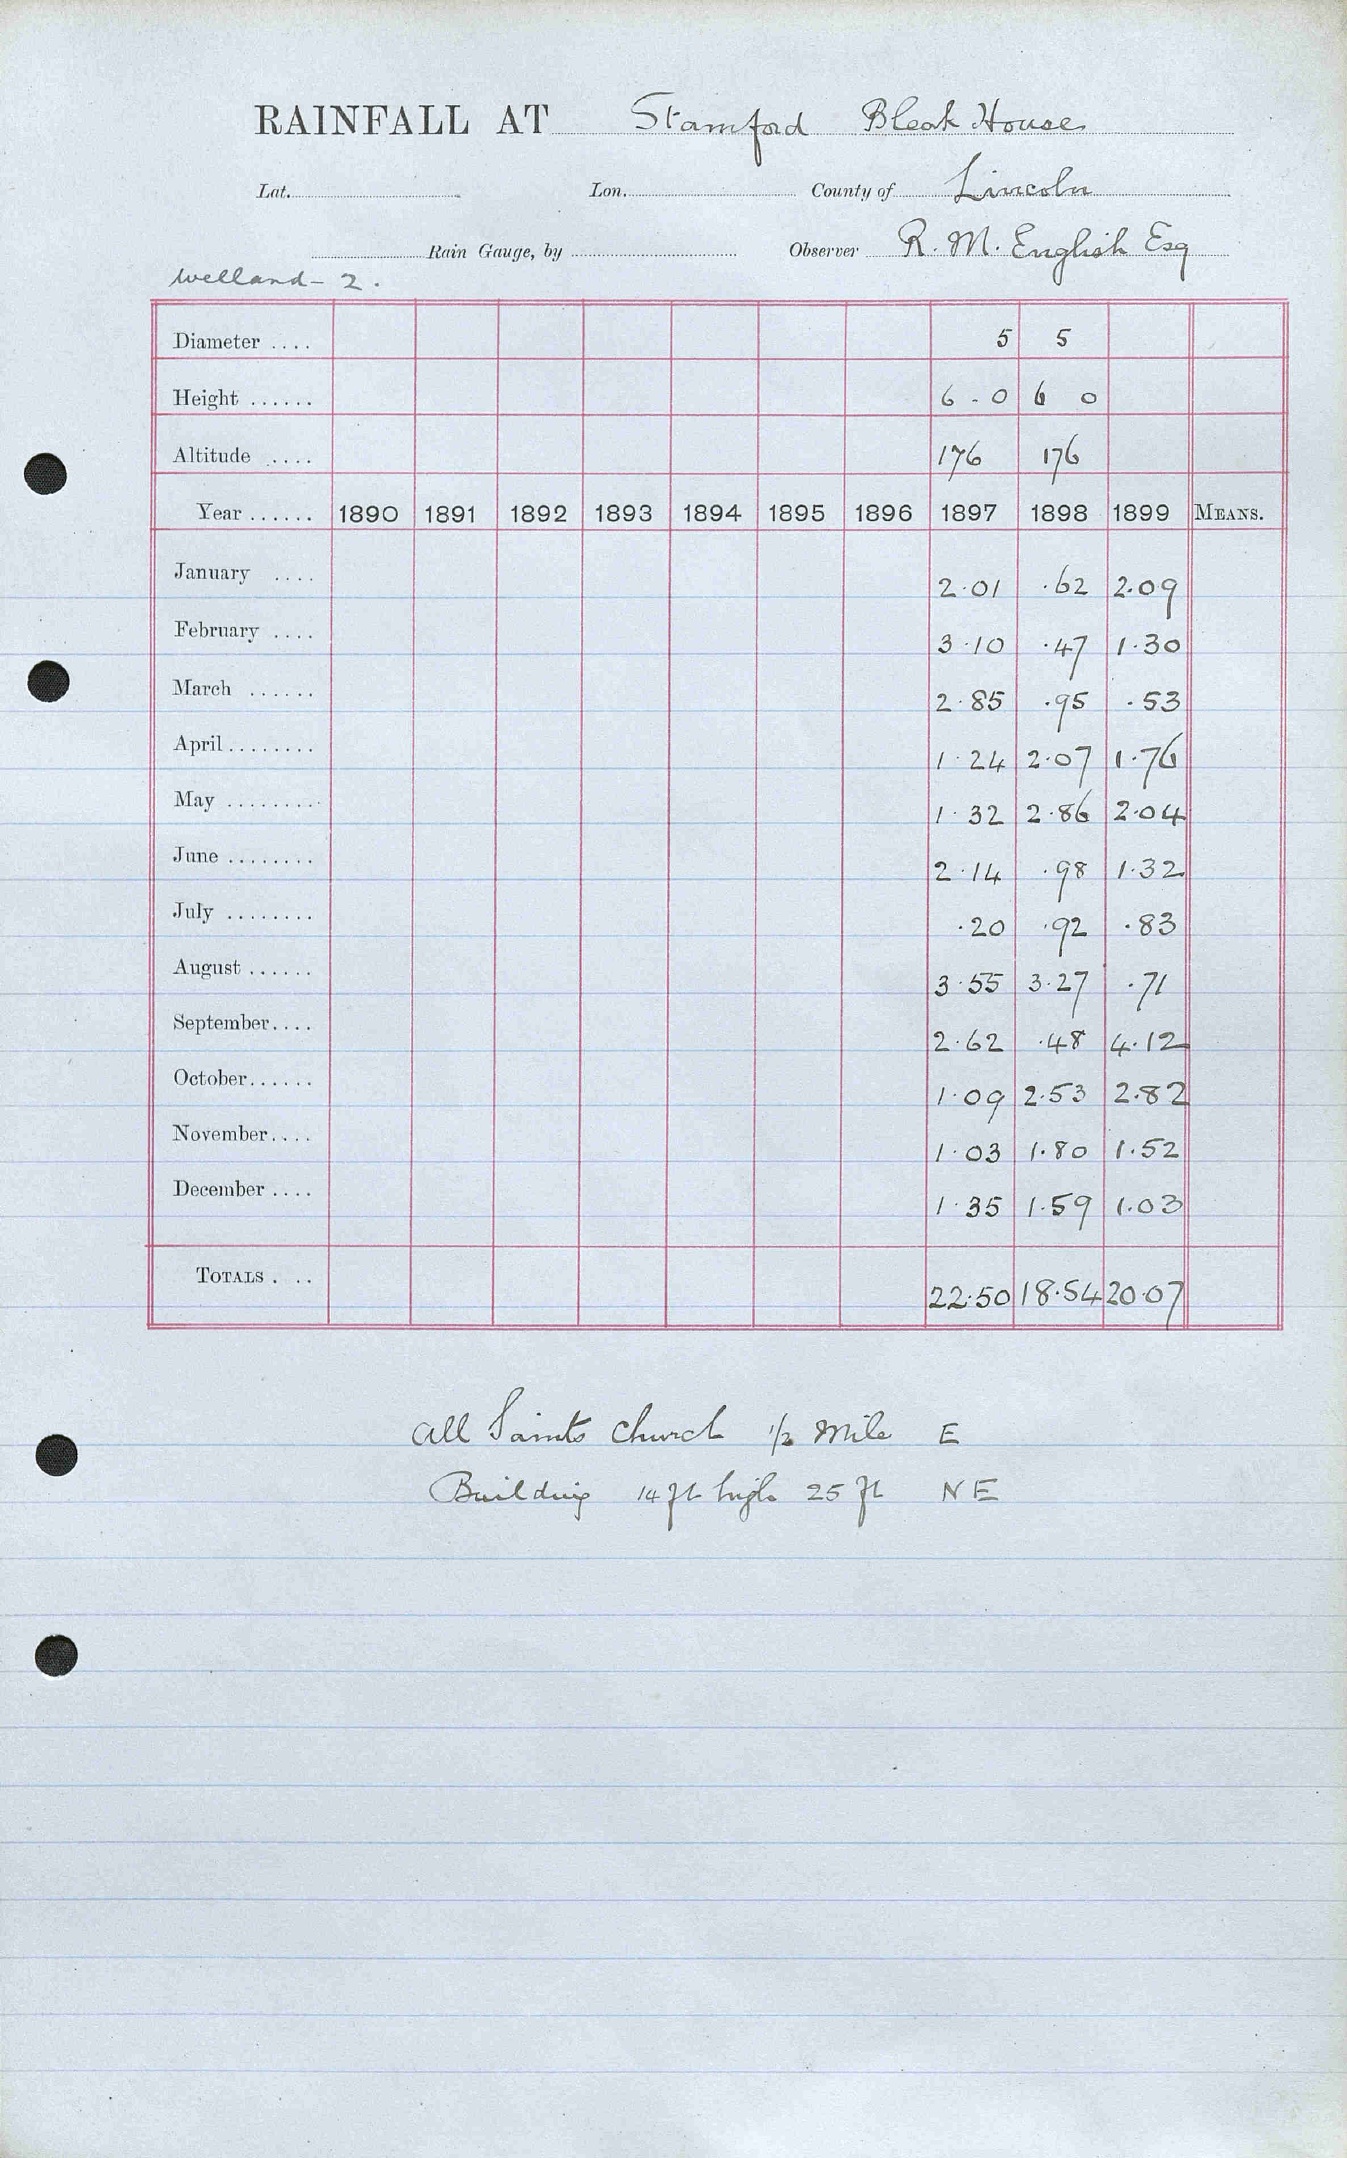 RAINFALL AT Stamford Bleak House
Lat. Lon. County of Lincoln
Rain Gauge, by Observer R. M. English Esq
Welland - 2.
Diameter .... 5 5
Height ...... 6 - 0 6 0
Altitude .... 176 176
Year ...... 1890 1891 1892 1893 1894 1895 1896 1897 1898 1899 MEANS.
January .... 2.01 .62 2.09
February .... 3.10 .47 1.30
March ...... 2.85 .95 .53
April ........ 1.24 2.07 1.76
May ........ 1.32 2.86 2.04
June ........ 2.14 .98 1.32
July ........ .20 .92 .83
August ...... 3.55 3.27 .71
September.... 2.62 .48 4.12
October...... 1.09 2.53 2.82
November.... 1.03 1.80 1.52
December .... 1.35 1.59 1.03
TOTALS . .. 22.50 18.54 20.07
All Saints Church 1/2 Mile E
Building 14 ft high 25 ft NE